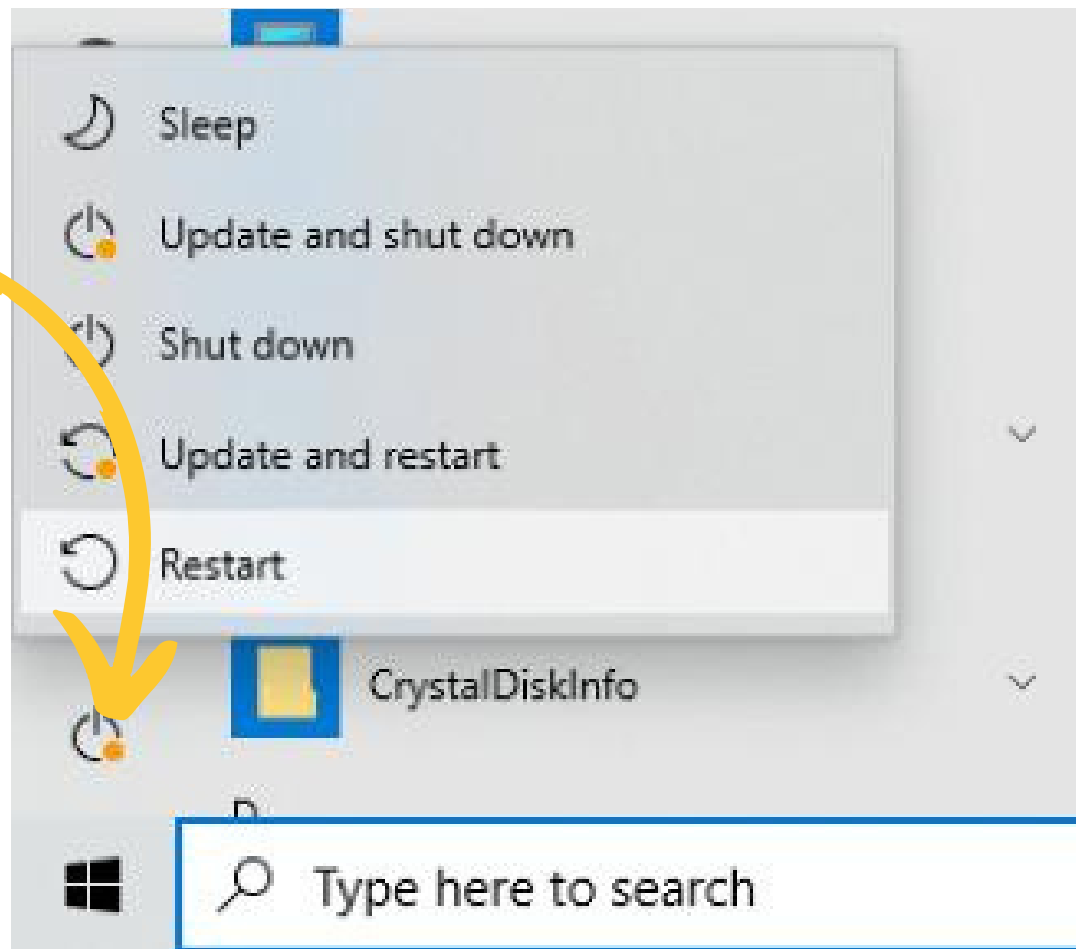 Sleep
Update and shut down
Shut down
Update and restart
Restart
CrystalDiskInfo
Type here to search